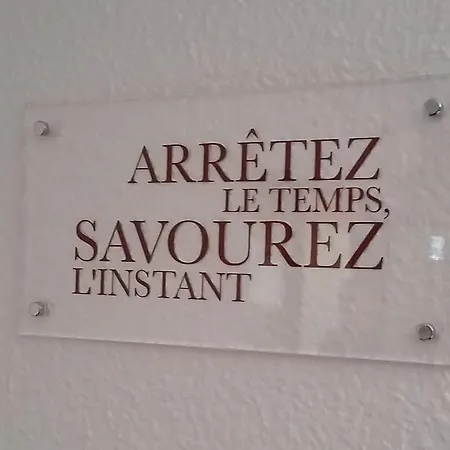 ARRÊTEZ
LE TEMPS,
SAVOUREZ
L'INSTANT